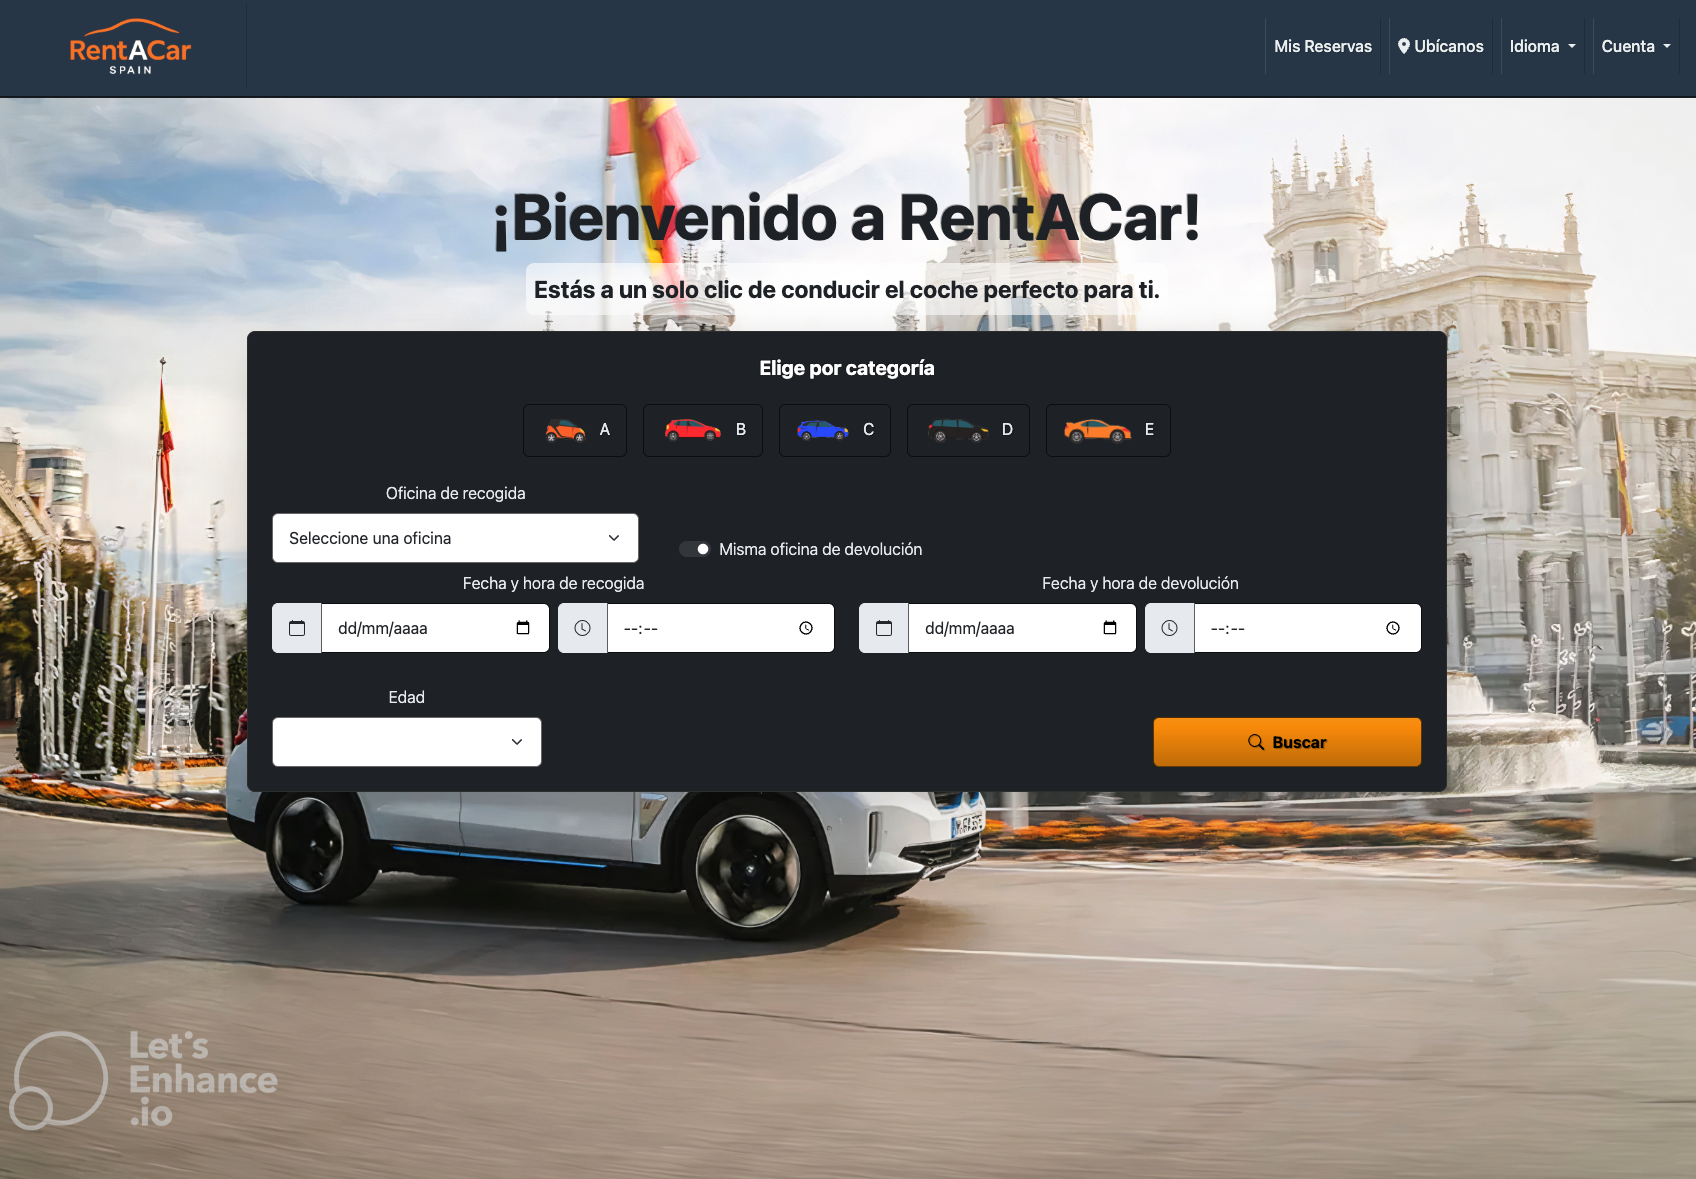 RentACar
SPAIN
Mis Reservas
Ubícanos
Idioma
Cuenta
¡Bienvenido a RentACar!
Estás a un solo clic de conducir el coche perfecto para ti.
Elige por categoría
A
B
C
D
E
Oficina de recogida
Seleccione una oficina
Misma oficina de devolución
Fecha y hora de recogida
Fecha y hora de devolución
dd/mm/aaaa
--:--
dd/mm/aaaa
--:--
Edad
Buscar
Let's
Enhance
.io